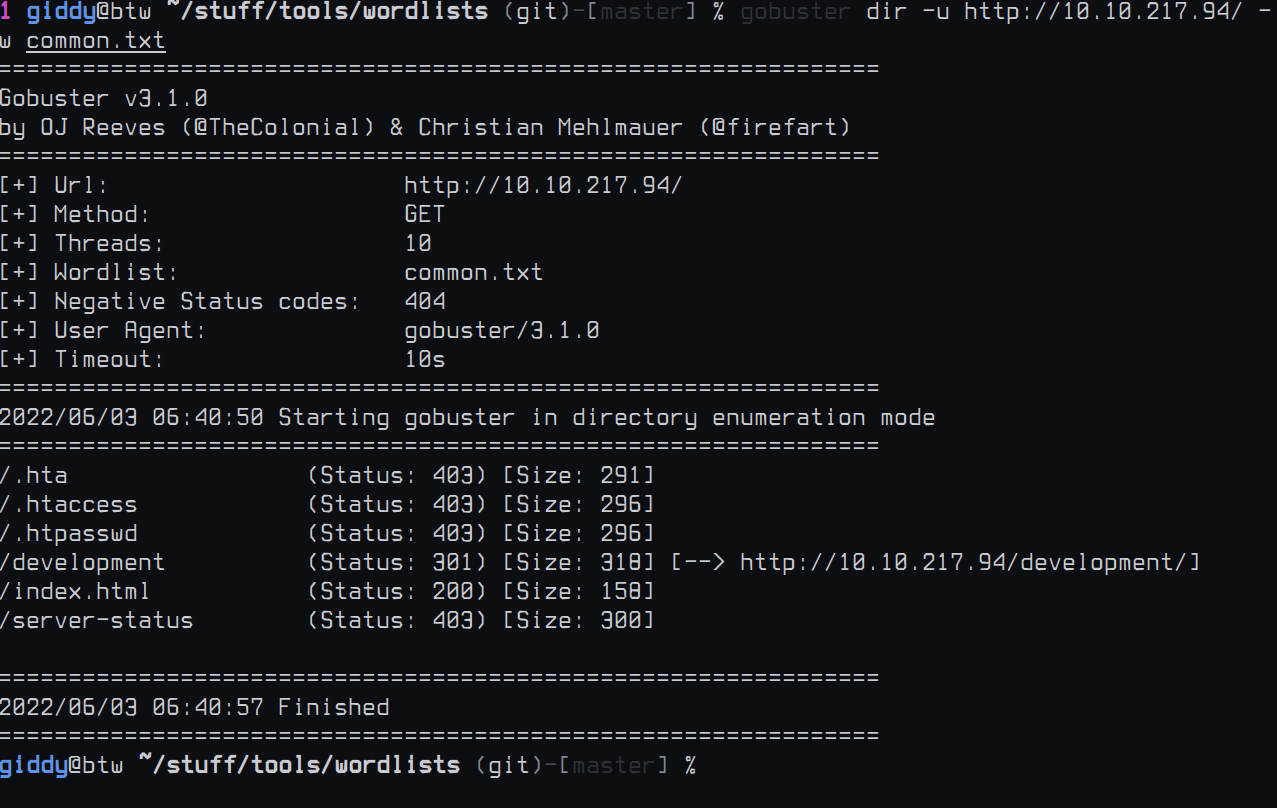 1 giddy@btw ~/stuff/tools/wordlists (git)-[master] % gobuster dir -u http://10.10.217.94/ -
w common.txt
===============================================================
Gobuster v3.1.0
by OJ Reeves (@TheColonial) & Christian Mehlmauer (@firefart)
===============================================================
[+] Url:                     http://10.10.217.94/
[+] Method:                  GET
[+] Threads:                 10
[+] Wordlist:                common.txt
[+] Negative Status codes:   404
[+] User Agent:              gobuster/3.1.0
[+] Timeout:                 10s
===============================================================
2022/06/03 06:40:50 Starting gobuster in directory enumeration mode
===============================================================
/.hta                 (Status: 403) [Size: 291]
/.htaccess            (Status: 403) [Size: 296]
/.htpasswd            (Status: 403) [Size: 296]
/development          (Status: 301) [Size: 318] [--> http://10.10.217.94/development/]
/index.html           (Status: 200) [Size: 158]
/server-status        (Status: 403) [Size: 300]
===============================================================
2022/06/03 06:40:57 Finished
===============================================================
giddy@btw ~/stuff/tools/wordlists (git)-[master] %